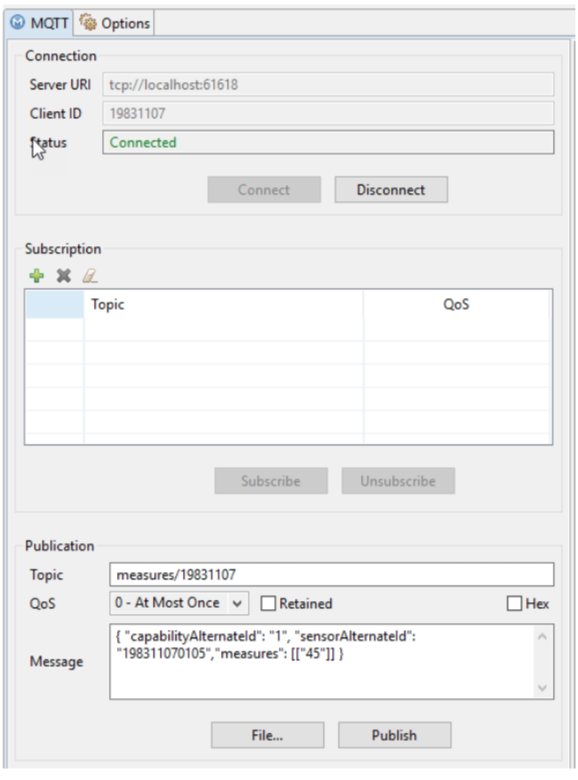 MQTT Options
Connection
Server URI tcp://localhost:61618
Client ID 19831107
Status Connected
Connect Disconnect
Subscription
Topic QoS
Subscribe Unsubscribe
Publication
Topic measures/19831107
QoS 0 - At Most Once Retained Hex
Message { "capabilityAlternateId": "1", "sensorAlternateId":
"198311070105","measures": [["45"]] }
File... Publish